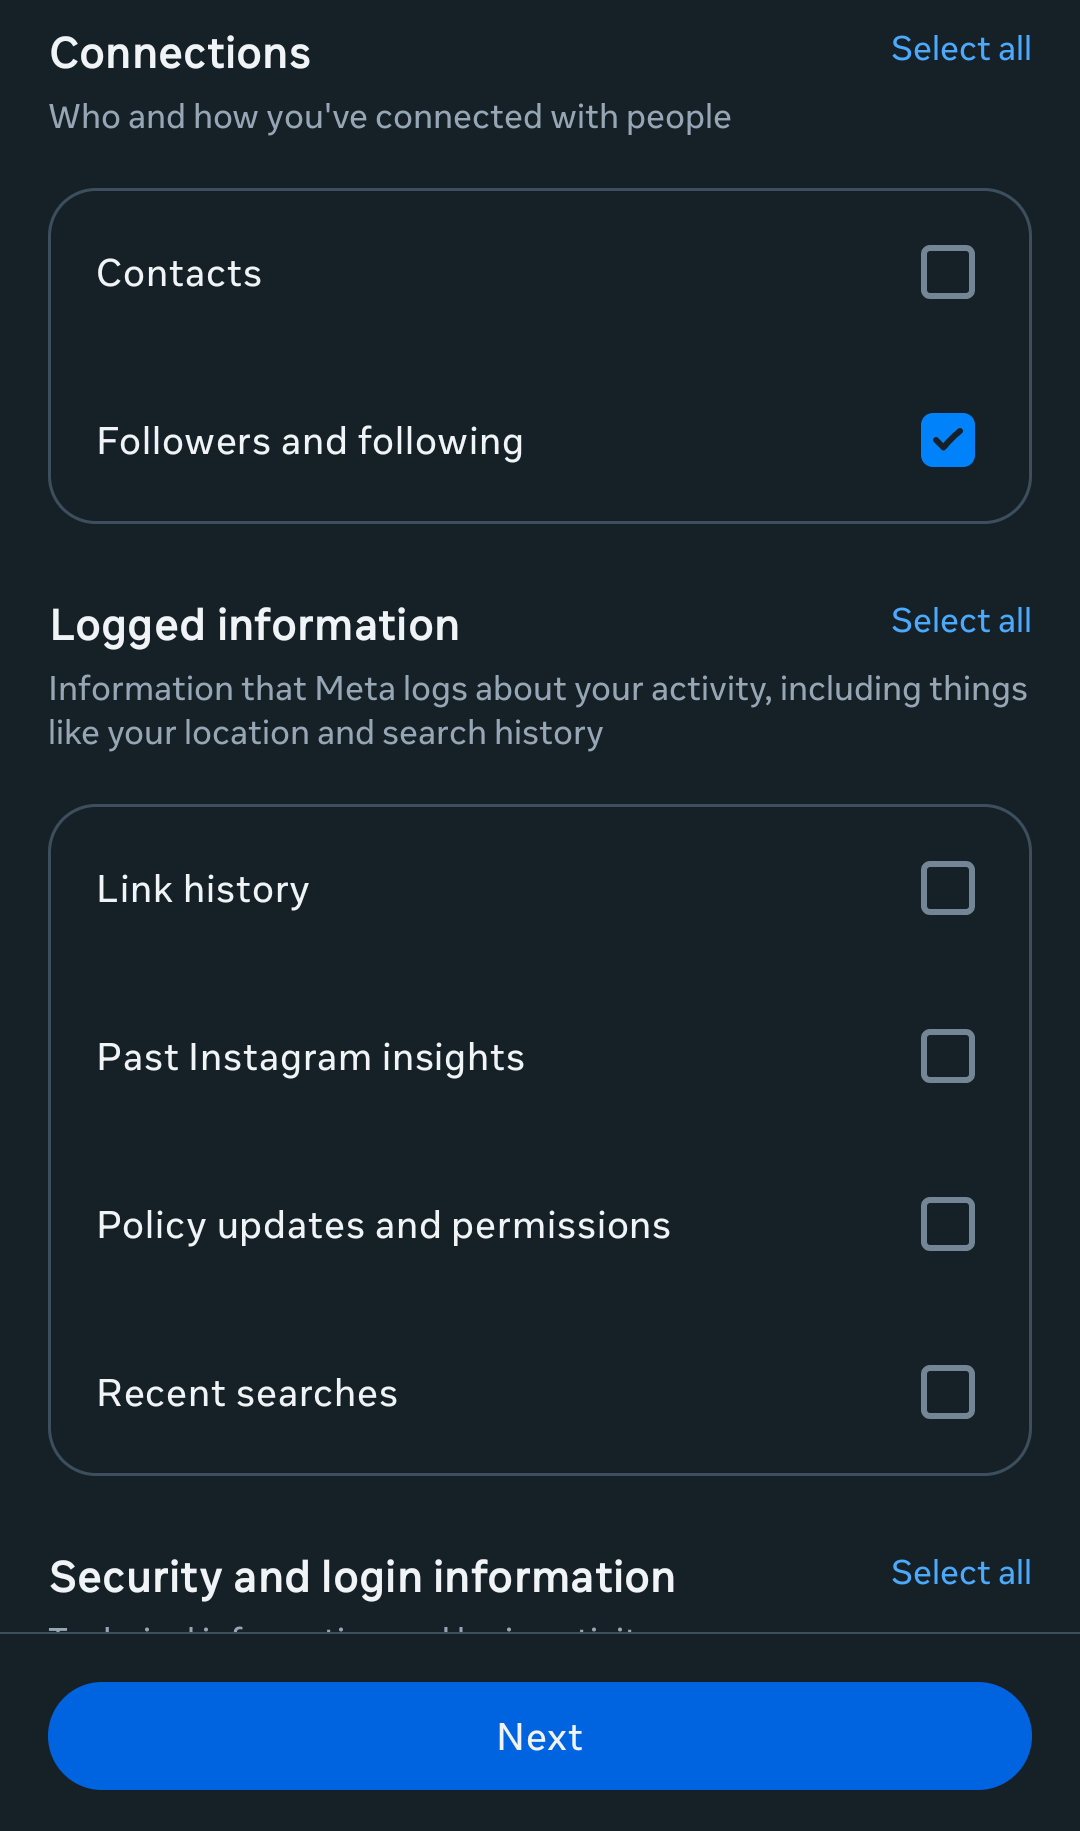 Connections
Select all
Who and how you've connected with people
Contacts
Followers and following
Logged information
Select all
Information that Meta logs about your activity, including things
like your location and search history
Link history
Past Instagram insights
Policy updates and permissions
Recent searches
Security and login information
Select all
Next